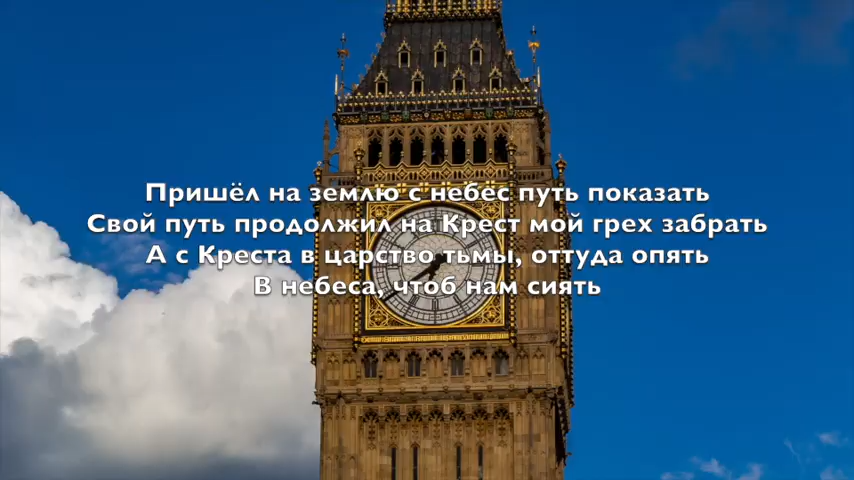 Пришёл на землю с небес путь показать
Свой путь продолжил на Крест мой грех забрать
А с Креста в царство тьмы, оттуда опять
В небеса, чтоб нам сиять